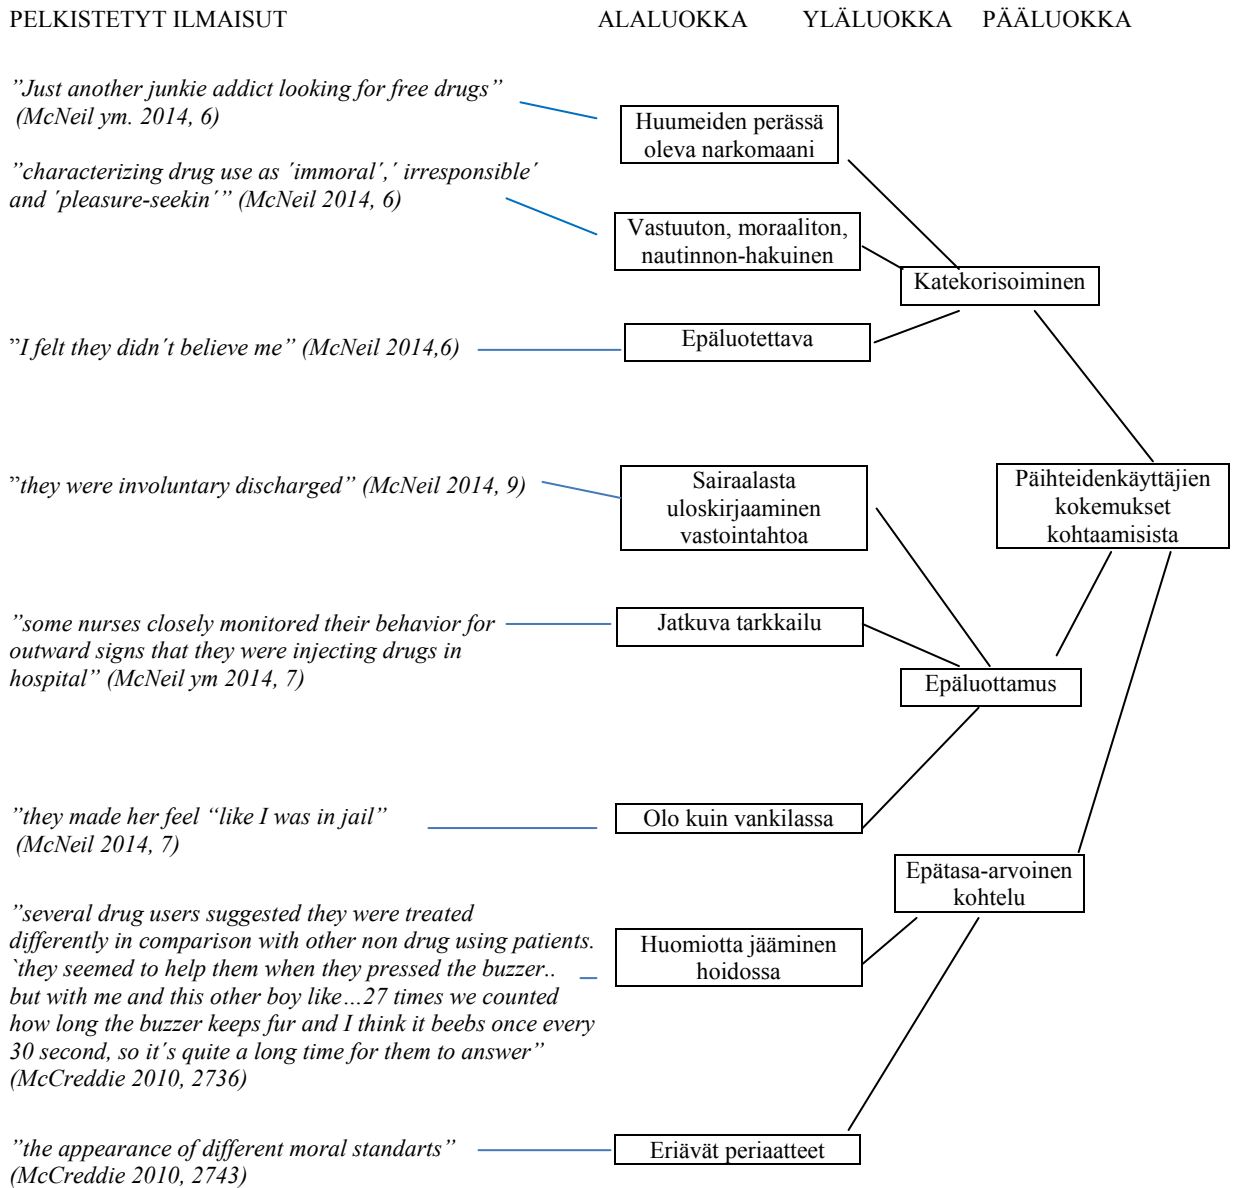 PELKISTETYT ILMAISUT ALALUOKKA YLÄLUOKKA PÄÄLUOKKA
”Just another junkie addict looking for free drugs”
(McNeil ym. 2014, 6)
Huumeiden perässä
oleva narkomaani
”characterizing drug use as ´immoral´,´ irresponsible´
and ´pleasure-seekin´” (McNeil 2014, 6)
Vastuuton, moraaliton,
nautinnon-hakuinen
Katekorisoiminen
”I felt they didn´t believe me” (McNeil 2014,6)
Epäluotettava
”they were involuntary discharged” (McNeil 2014, 9)
Sairaalasta
uloskirjaaminen
vastointahtoa
Päihteidenkäyttäjien
kokemukset
kohtaamisista
”some nurses closely monitored their behavior for
outward signs that they were injecting drugs in
hospital” (McNeil ym 2014, 7)
Jatkuva tarkkailu
Epäluottamus
”they made her feel “like I was in jail”
(McNeil 2014, 7)
Olo kuin vankilassa
Epätasa-arvoinen
kohtelu
”several drug users suggested they were treated
differently in comparison with other non drug using patients.
`they seemed to help them when they pressed the buzzer..
but with me and this other boy like…27 times we counted
how long the buzzer keeps fur and I think it beebs once every
30 second, so it´s quite a long time for them to answer”
(McCreddie 2010, 2736)
Huomiotta jääminen
hoidossa
”the appearance of different moral standarts”
(McCreddie 2010, 2743)
Eriävät periaatteet